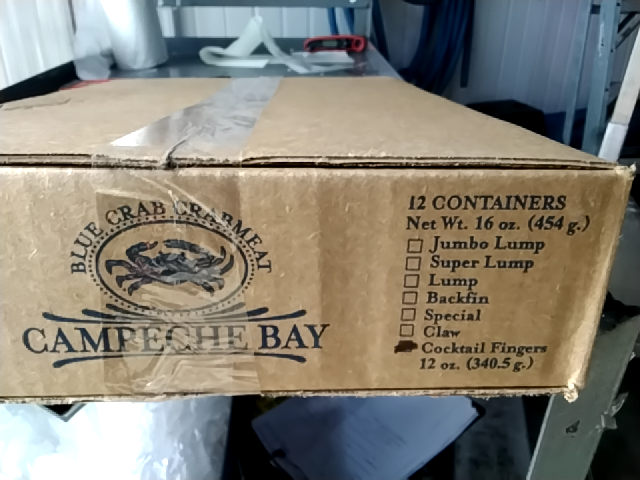 BLUE CRAB CRABMEAT
CAMPECHE BAY
12 CONTAINERS
Net Wt. 16 oz. (454 g.)
Jumbo Lump
Super Lump
Lump
Backfin
Special
Claw
Cocktail Fingers
12 oz. (340.5 g.)